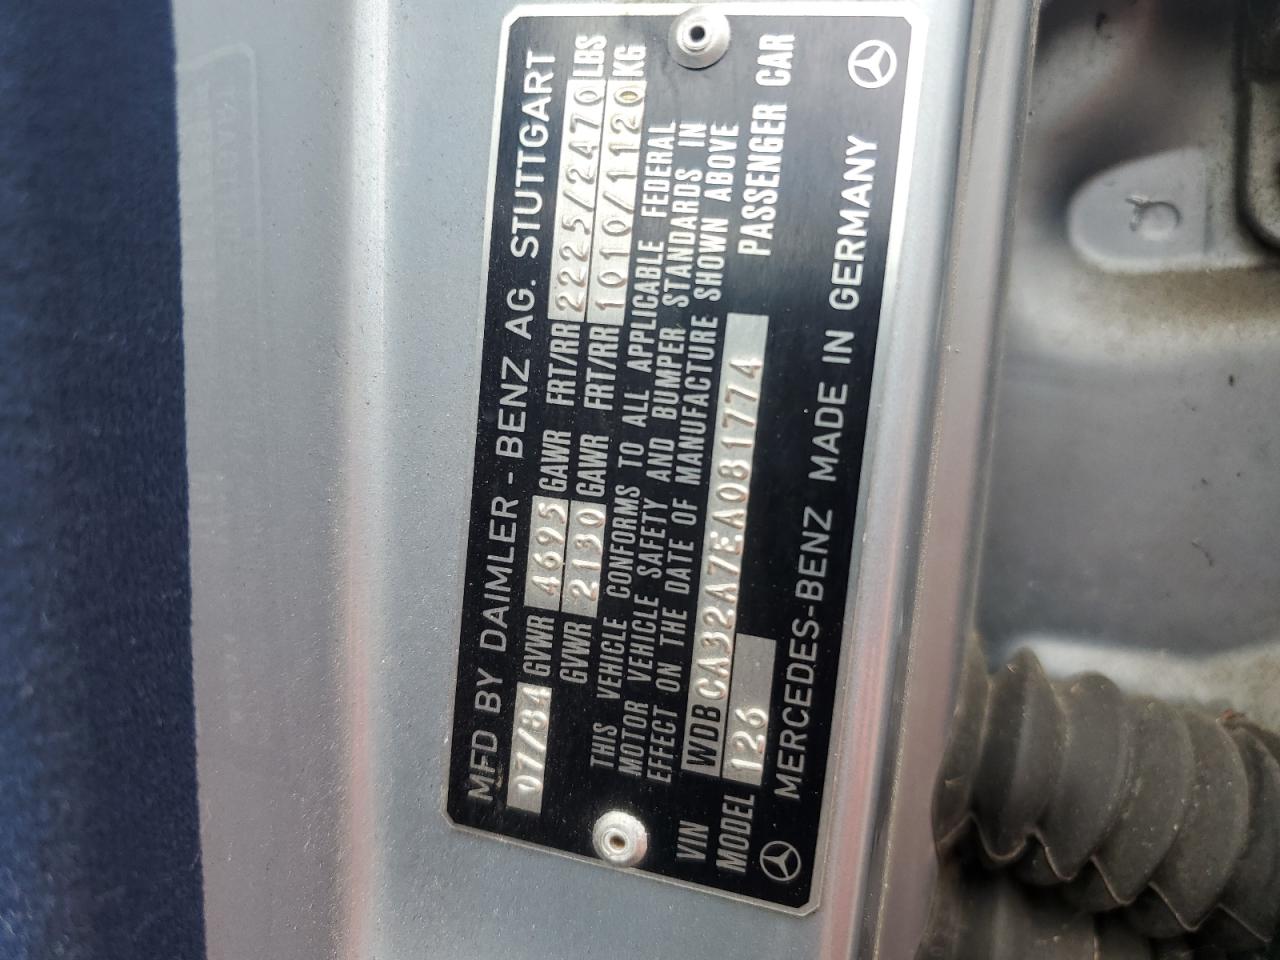 MFD BY DAIMLER-BENZ AG. STUTTGART
07/84 GVWR 4695 GAWR FRT/RR 2225/2470 LBS
GVWR 2130 GAWR FRT/RR 1010/1120 KG
THIS VEHICLE CONFORMS TO ALL APPLICABLE FEDERAL
MOTOR VEHICLE SAFETY AND BUMPER STANDARDS IN
EFFECT ON THE DATE OF MANUFACTURE SHOWN ABOVE
VIN WDBCA32A7EA081774
MODEL 126 PASSENGER CAR
MERCEDES-BENZ MADE IN GERMANY